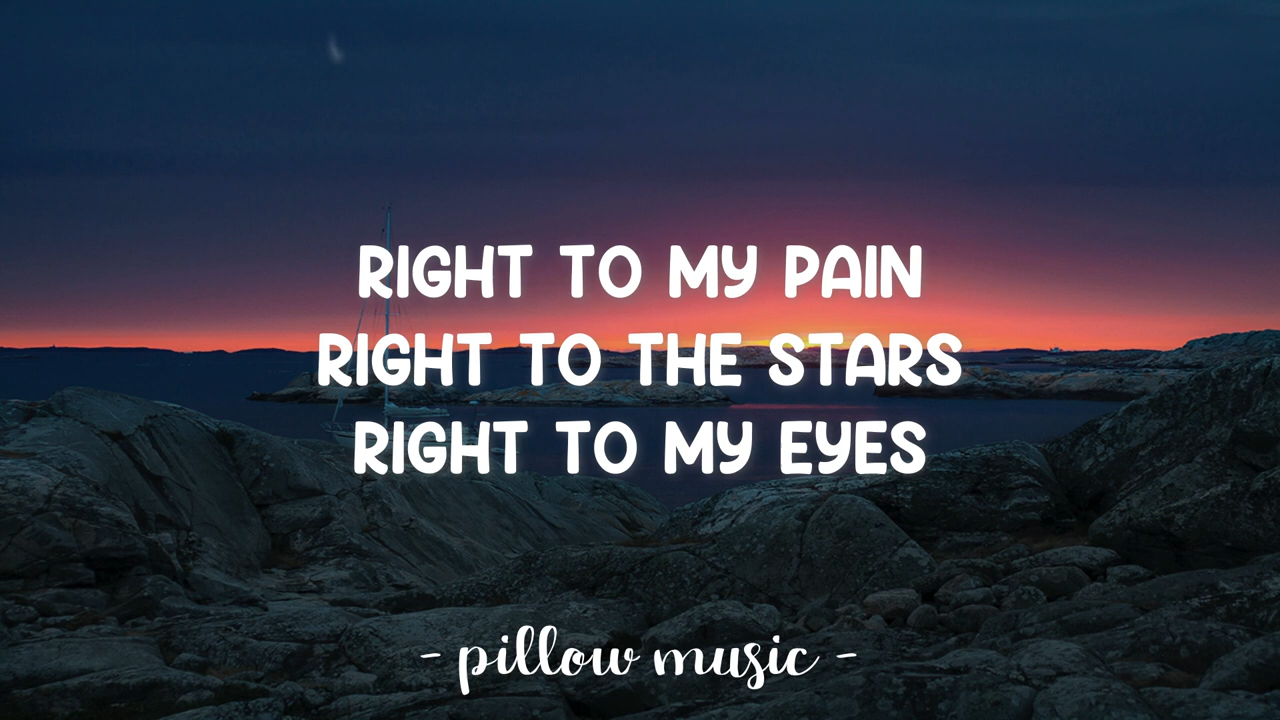 RIGHT TO MY PAIN
RIGHT TO THE STARS
RIGHT TO MY EYES
- pillow music -